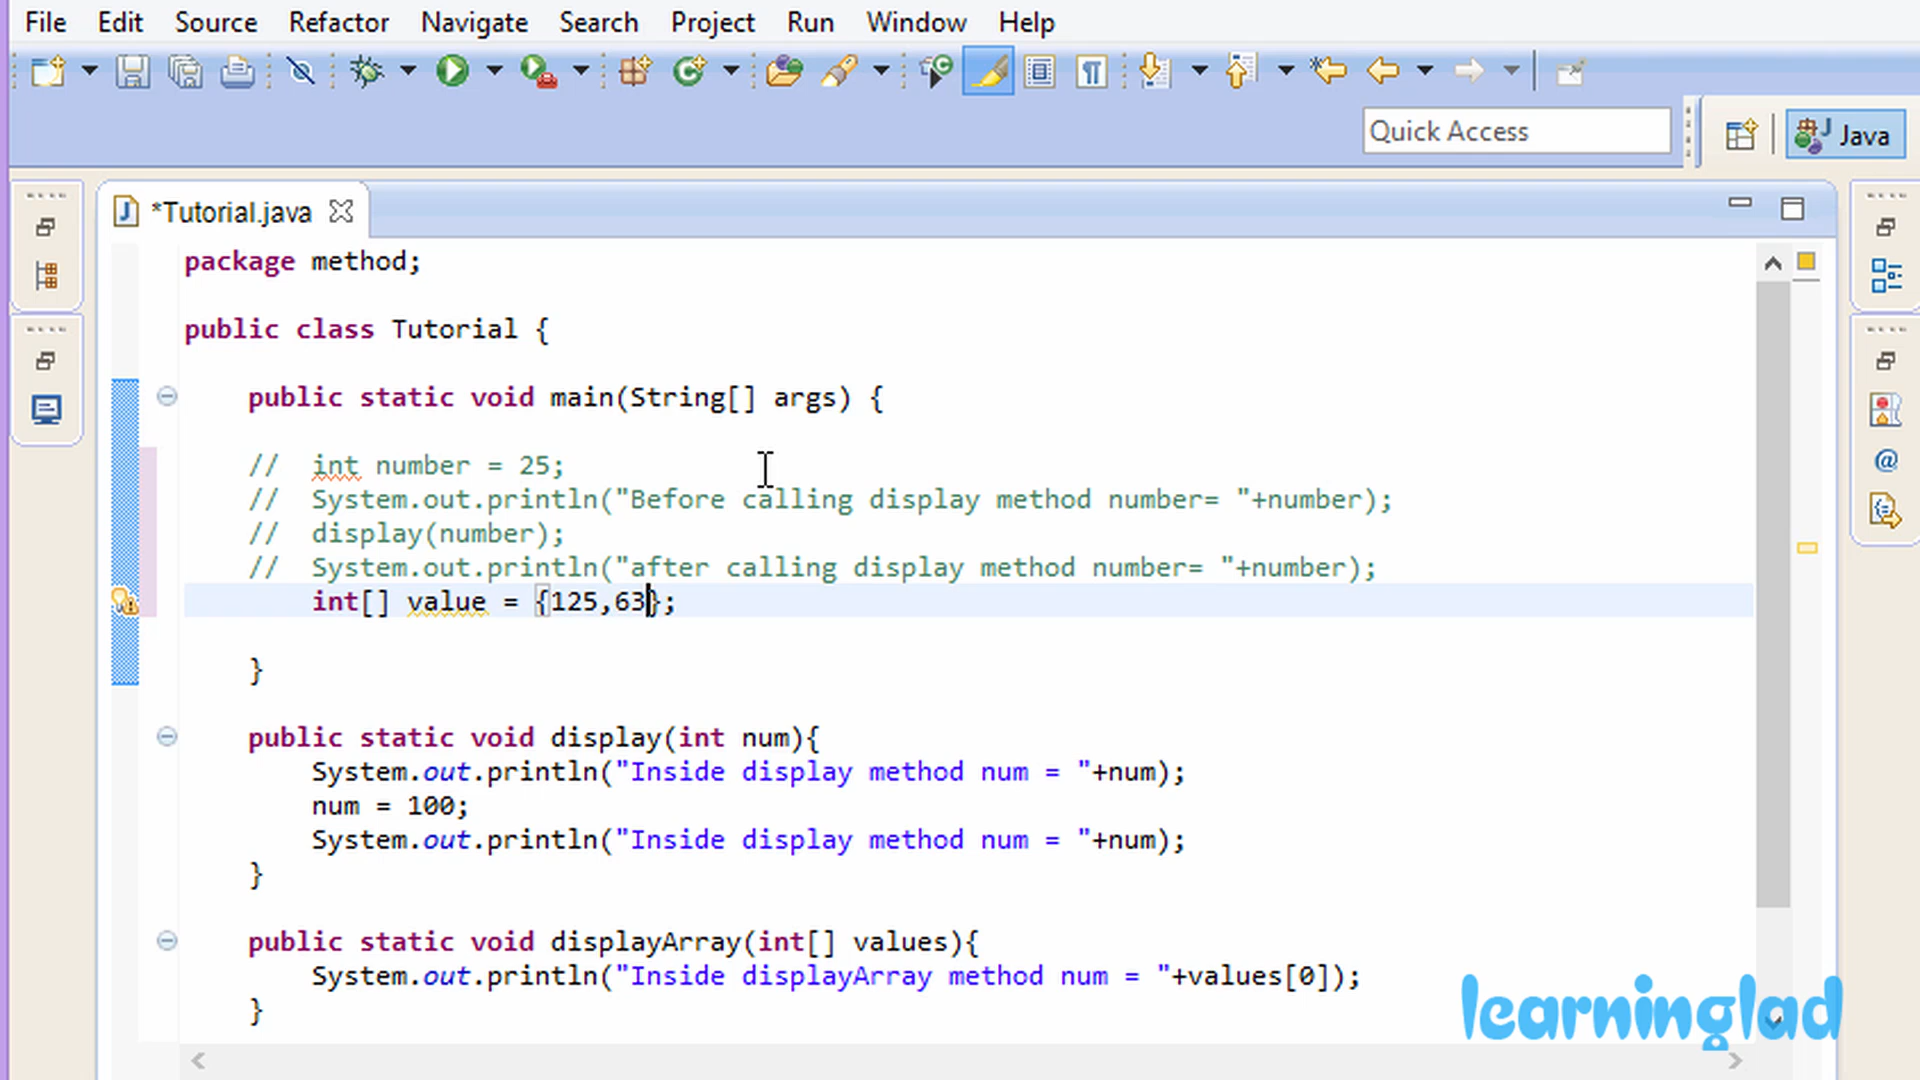 File Edit Source Refactor Navigate Search Project Run Window Help
Quick Access
Java
*Tutorial.java
package method;
public class Tutorial {
public static void main(String[] args) {
// int number = 25;
// System.out.println("Before calling display method number= "+number);
// display(number);
// System.out.println("after calling display method number= "+number);
int[] value = {125,63};
}
public static void display(int num){
System.out.println("Inside display method num = "+num);
num = 100;
System.out.println("Inside display method num = "+num);
}
public static void displayArray(int[] values){
System.out.println("Inside displayArray method num = "+values[0]);
}
learninglad